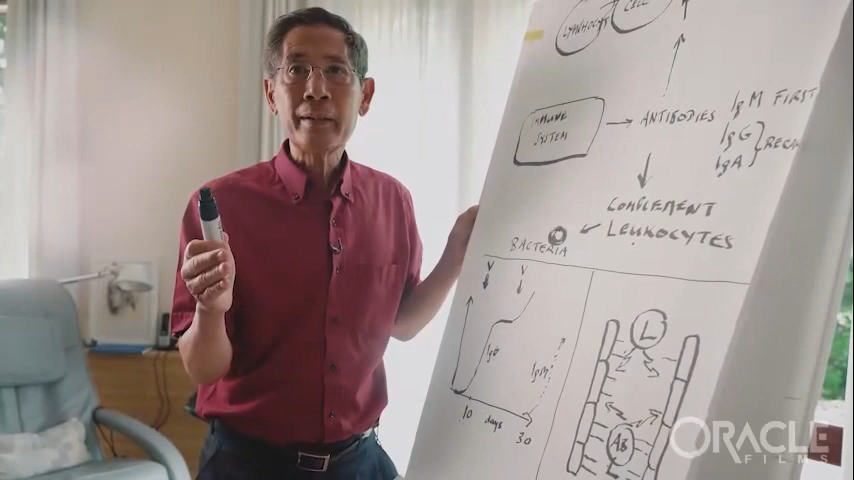 LYMPHOCYTE
CELL
IMMUNE
SYSTEM
ANTIBODIES
IgM FIRST
IgG
IgA
COMPLEMENT
LEUKOCYTES
BACTERIA
V V
IgG
IgM
10 days 30
L
Ab
ORACLE
FILMS